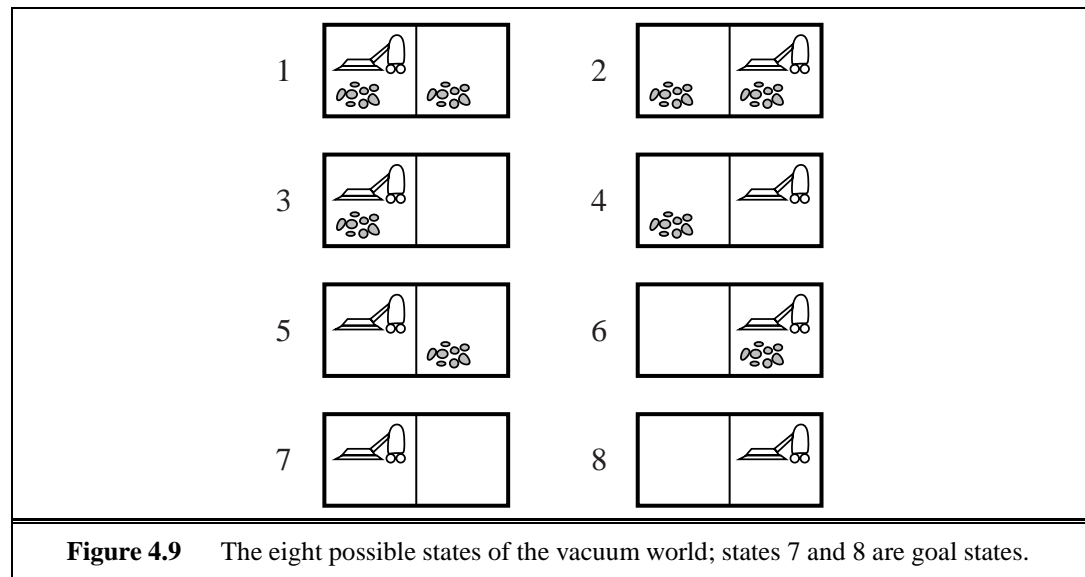 1 2
3 4
5 6
7 8
Figure 4.9 The eight possible states of the vacuum world; states 7 and 8 are goal states.